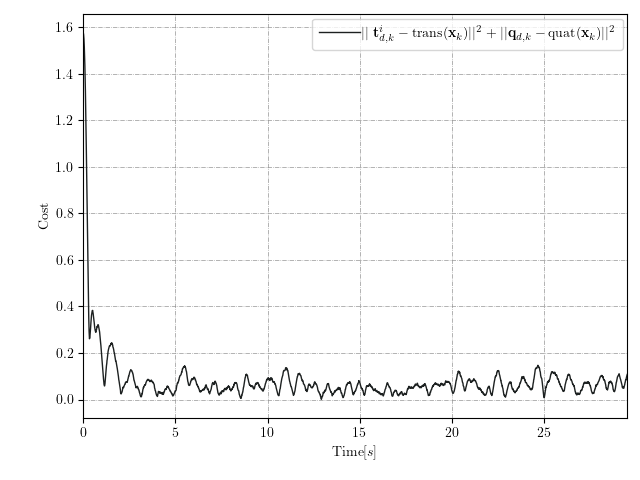 || t^i_{d,k} − trans(x_k)||² + ||q_{d,k} − quat(x_k)||²
1.6
1.4
1.2
1.0
0.8
0.6
0.4
0.2
0.0
Cost
0 5 10 15 20 25
Time[s]